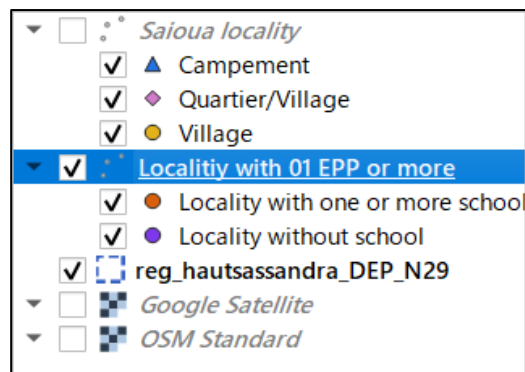 Saioua locality
Campement
Quartier/Village
Village
Localitiy with 01 EPP or more
Locality with one or more school
Locality without school
reg_hautsassandra_DEP_N29
Google Satellite
OSM Standard